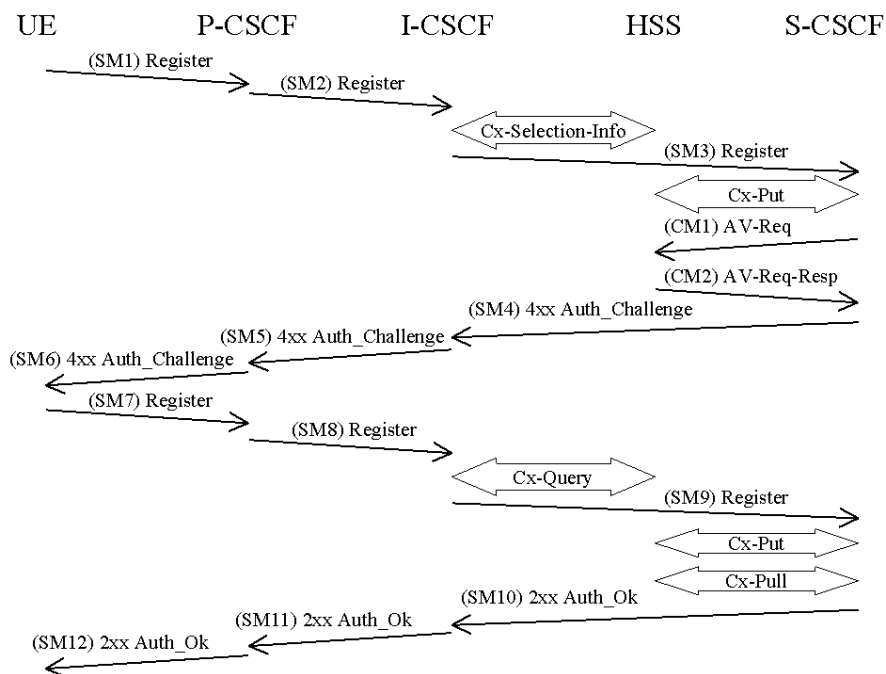 UE P-CSCF I-CSCF HSS S-CSCF
(SM1) Register
(SM2) Register
Cx-Selection-Info
(SM3) Register
Cx-Put
(CM1) AV-Req
(CM2) AV-Req-Resp
(SM4) 4xx Auth_Challenge
(SM5) 4xx Auth_Challenge
(SM6) 4xx Auth_Challenge
(SM7) Register
(SM8) Register
Cx-Query
(SM9) Register
Cx-Put
Cx-Pull
(SM10) 2xx Auth_Ok
(SM11) 2xx Auth_Ok
(SM12) 2xx Auth_Ok